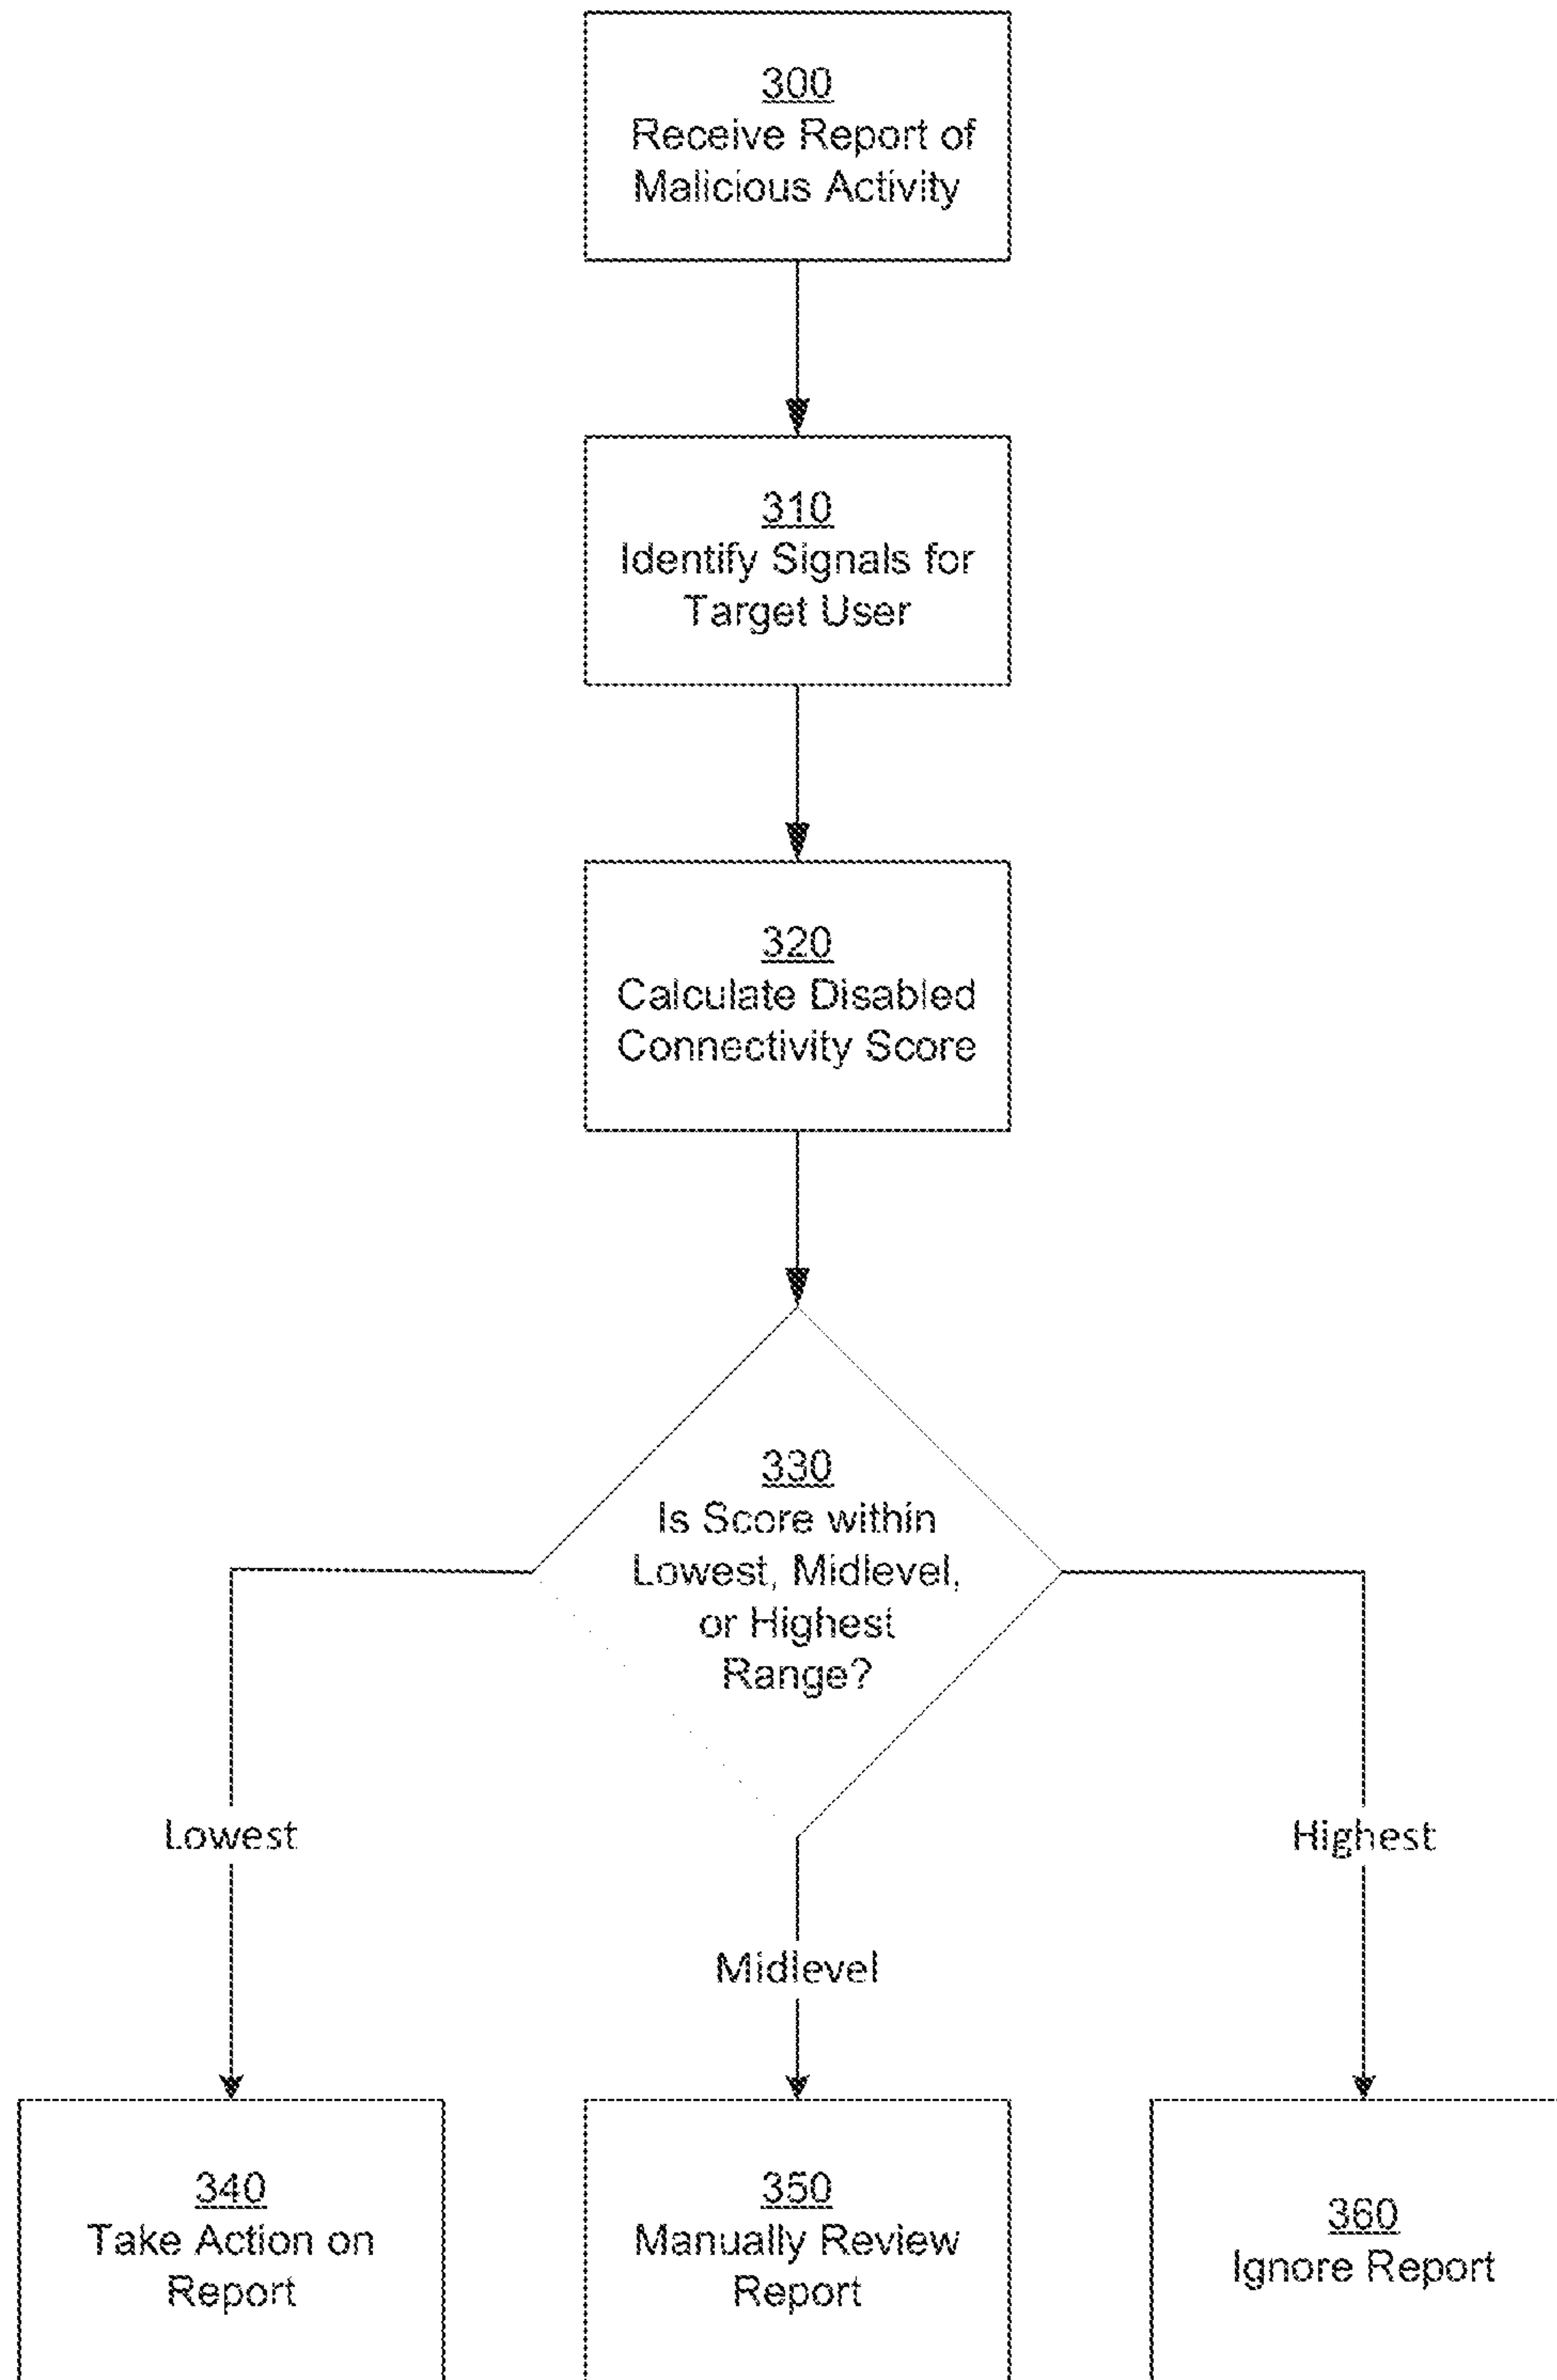 300
Receive Report of
Malicious Activity
310
Identify Signals for
Target User
320
Calculate Disabled
Connectivity Score
330
Is Score within
Lowest, Midlevel,
or Highest
Range?
Lowest
Highest
Midlevel
340
Take Action on
Report
350
Manually Review
Report
360
Ignore Report